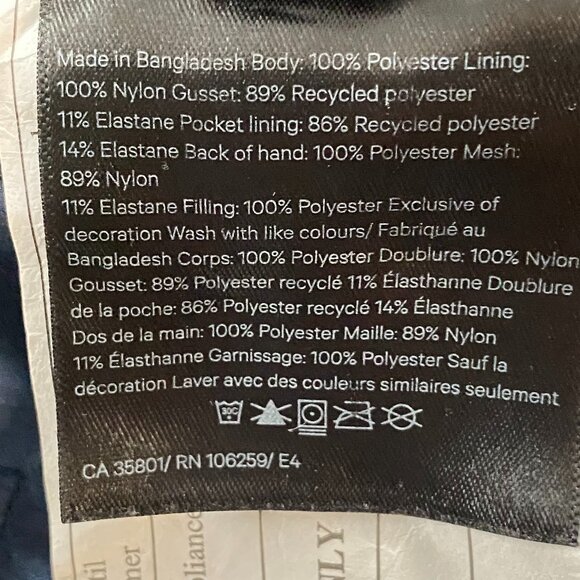 Made in Bangladesh Body: 100% Polyester Lining:
100% Nylon Gusset: 89% Recycled polyester
11% Elastane Pocket lining: 86% Recycled polyester
14% Elastane Back of hand: 100% Polyester Mesh:
89% Nylon
11% Elastane Filling: 100% Polyester Exclusive of
decoration Wash with like colours/ Fabriqué au
Bangladesh Corps: 100% Polyester Doublure: 100% Nylon
Gousset: 89% Polyester recyclé 11% Élasthanne Doublure
de la poche: 86% Polyester recyclé 14% Élasthanne
Dos de la main: 100% Polyester Maille: 89% Nylon
11% Élasthanne Garnissage: 100% Polyester Sauf la
décoration Laver avec des couleurs similaires seulement
30C
CA 35801/ RN 106259/ E4